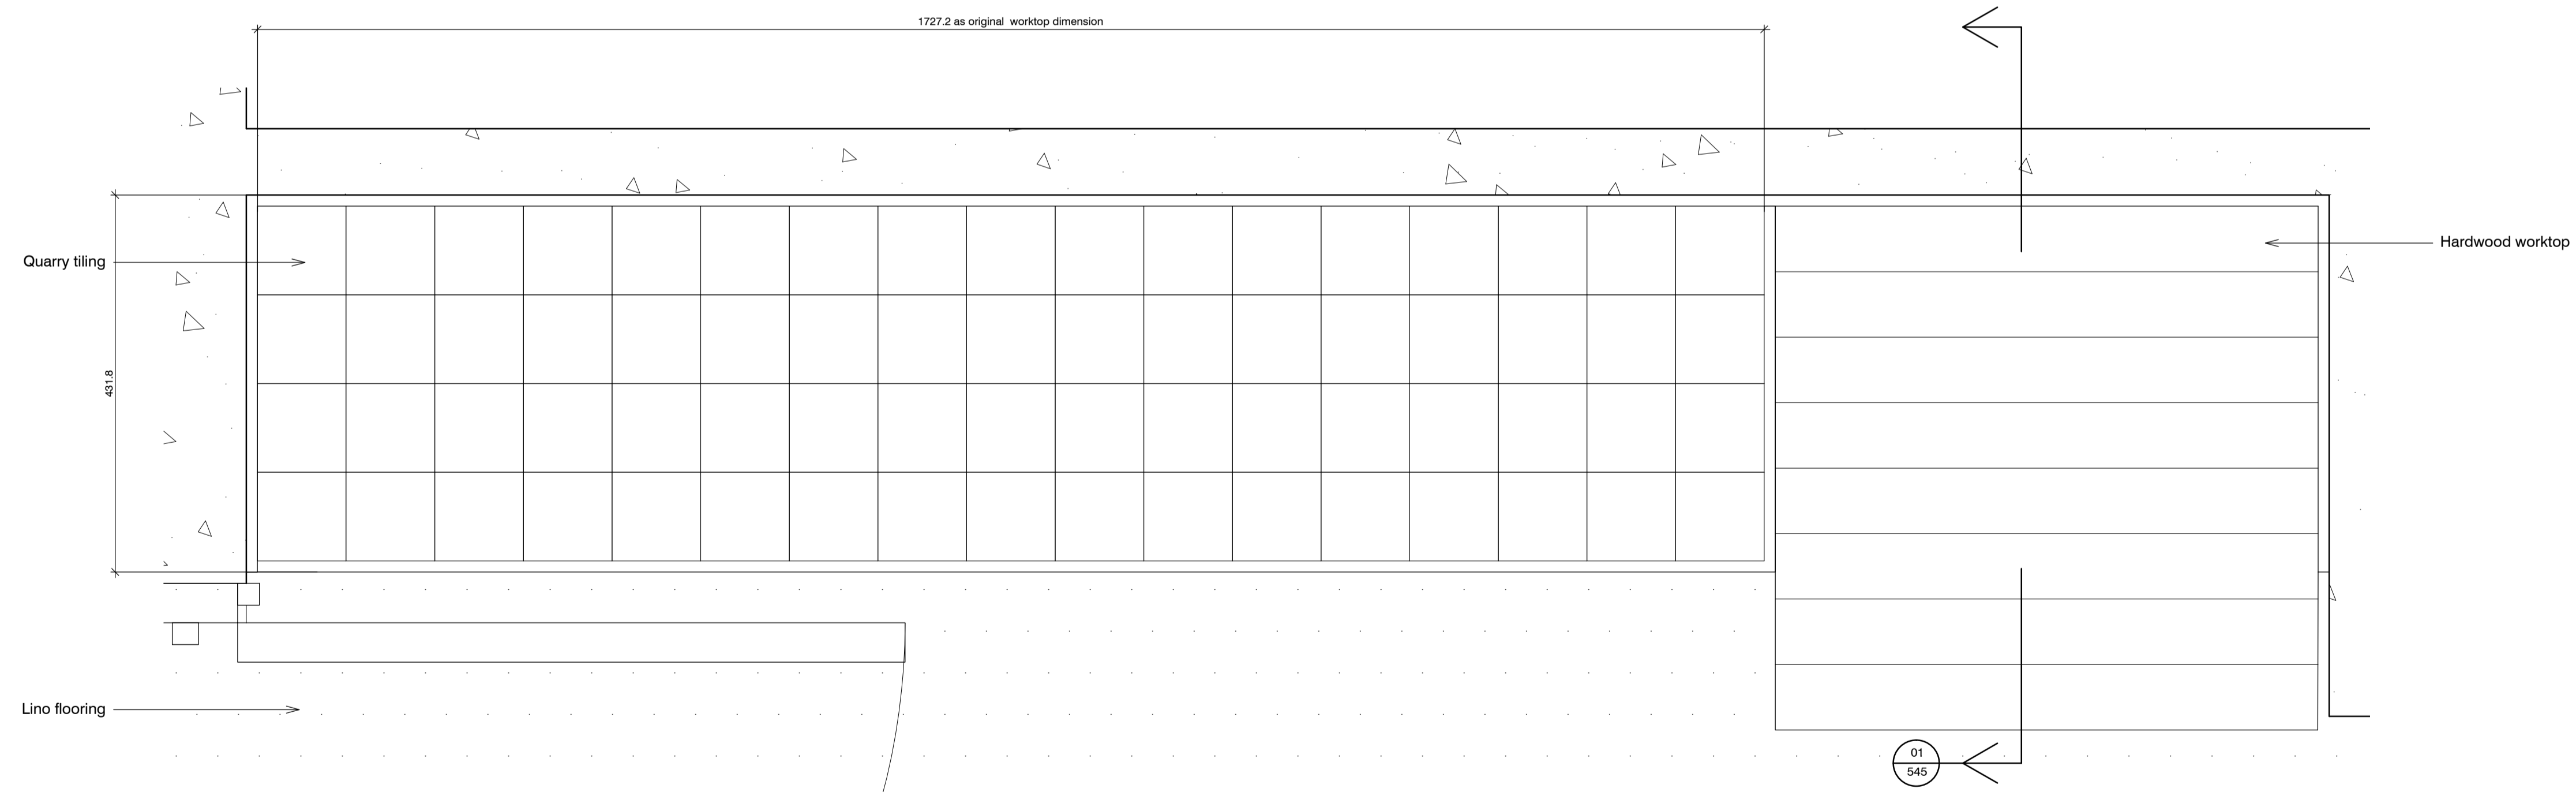 1727.2 as original worktop dimension
Quarry tiling
Hardwood worktop
431.8
Lino flooring
01
545